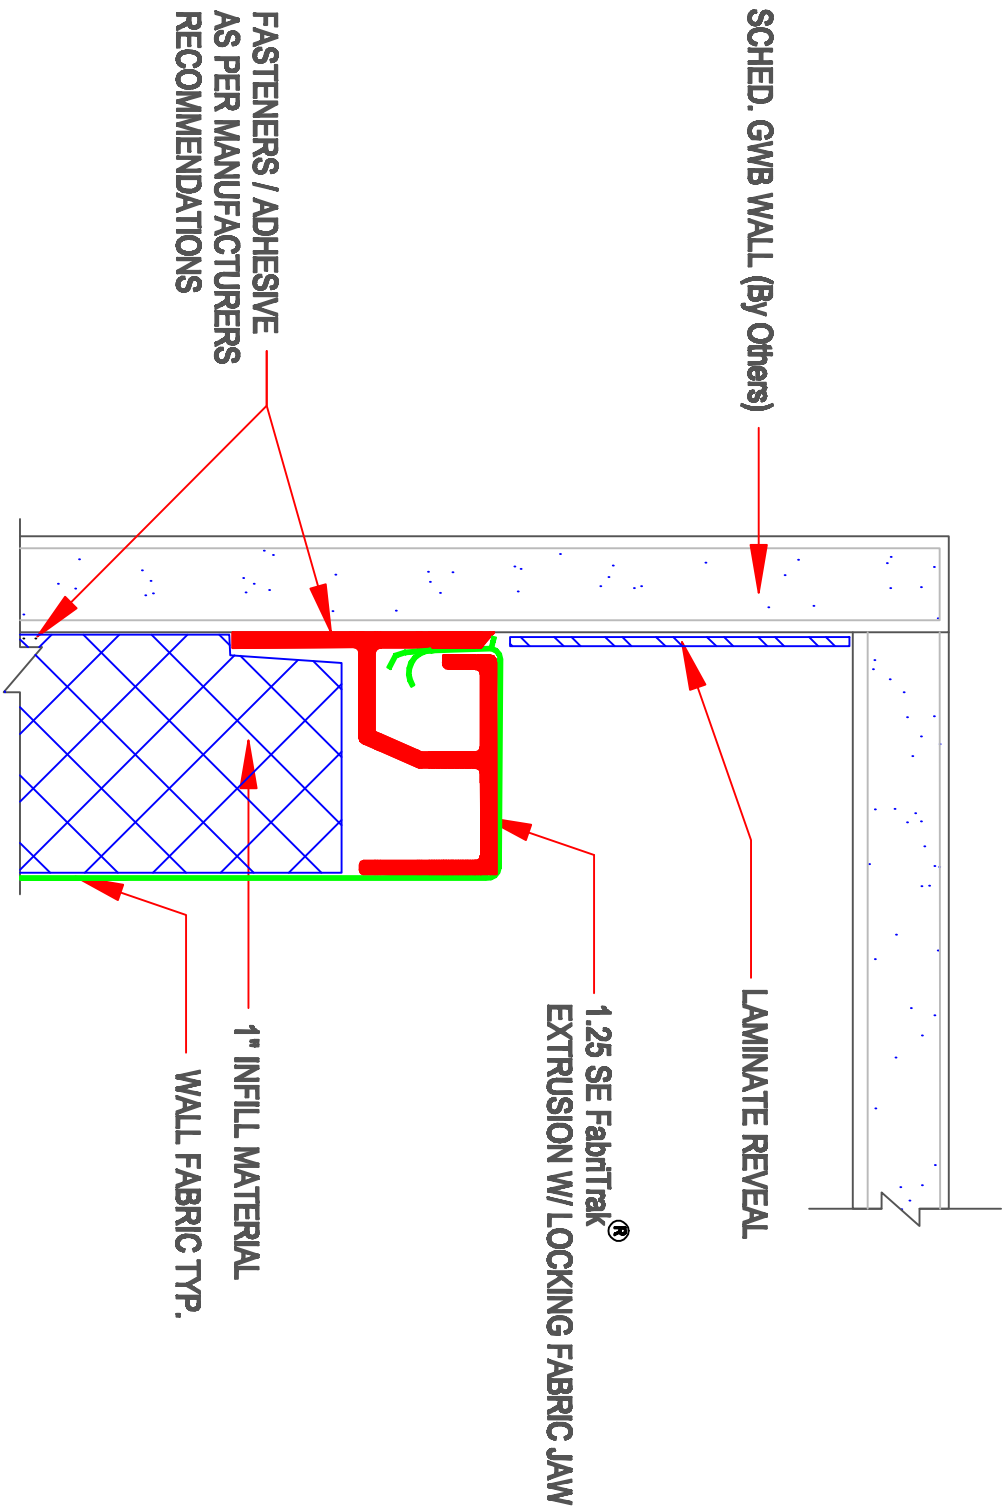 SCHED. GWB WALL (By Others)
FASTENERS / ADHESIVE
AS PER MANUFACTURERS
RECOMMENDATIONS
LAMINATE REVEAL
1.25 SE FabriTrak®
EXTRUSION W/ LOCKING FABRIC JAW
1" INFILL MATERIAL
WALL FABRIC TYP.